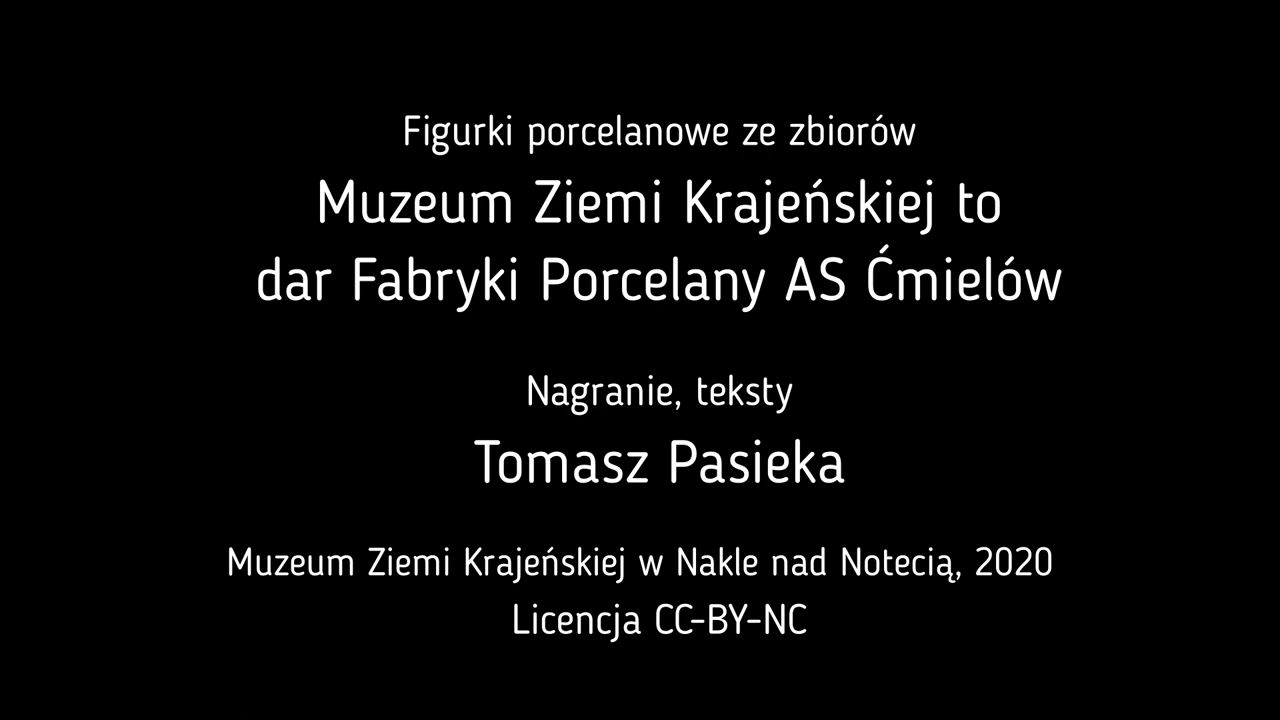 Figurki porcelanowe ze zbiorów
Muzeum Ziemi Krajeńskiej to
dar Fabryki Porcelany AS Ćmielów
Nagranie, teksty
Tomasz Pasieka
Muzeum Ziemi Krajeńskiej w Nakle nad Notecią, 2020
Licencja CC-BY-NC